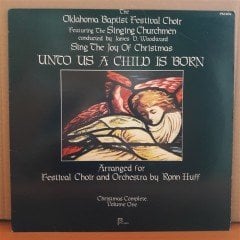 The
Oklahoma Baptist Festival Choir
Featuring The Singing Churchmen
conducted by James D. Woodward
Sing The Joy Of Christmas
UNTO US A CHILD IS BORN
Arranged for
Festival Choir and Orchestra by Ronn Huff
Christmas Complete
Volume One